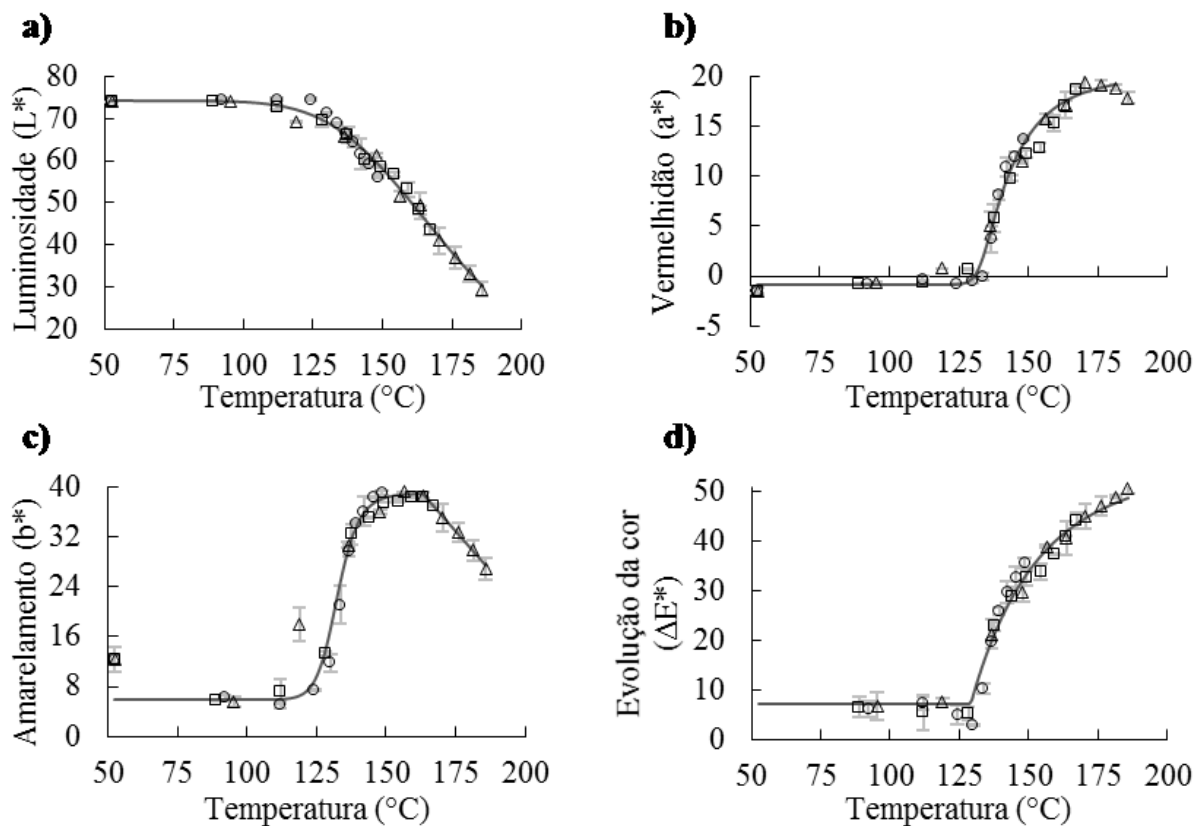 a)
80
70
60
50
40
30
20
Luminosidade (L*)
50 75 100 125 150 175 200
Temperatura (°C)
b)
20
15
10
5
0
-5
Vermelhidão (a*)
50 75 100 125 150 175 200
Temperatura (°C)
c)
40
32
24
16
8
0
Amarelamento (b*)
50 75 100 125 150 175 200
Temperatura (°C)
d)
50
40
30
20
10
0
Evolução da cor
(ΔE*)
50 75 100 125 150 175 200
Temperatura (°C)